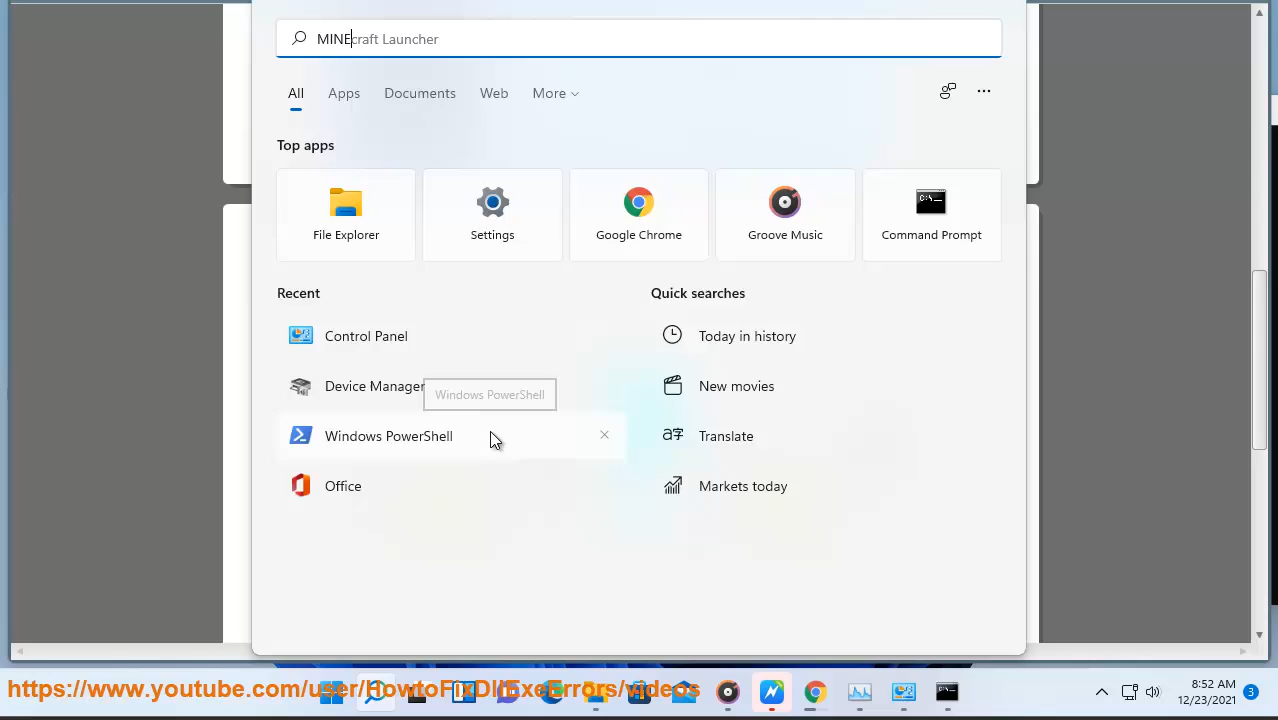 MINEcraft Launcher
All Apps Documents Web More
Top apps
File Explorer Settings Google Chrome Groove Music Command Prompt
Recent Quick searches
Control Panel Today in history
Device Manager New movies
Windows PowerShell
Windows PowerShell Translate
Office Markets today
8:52 AM
https://www.youtube.com/user/HowtoFixDllExeErrors/videos
12/23/2021 3